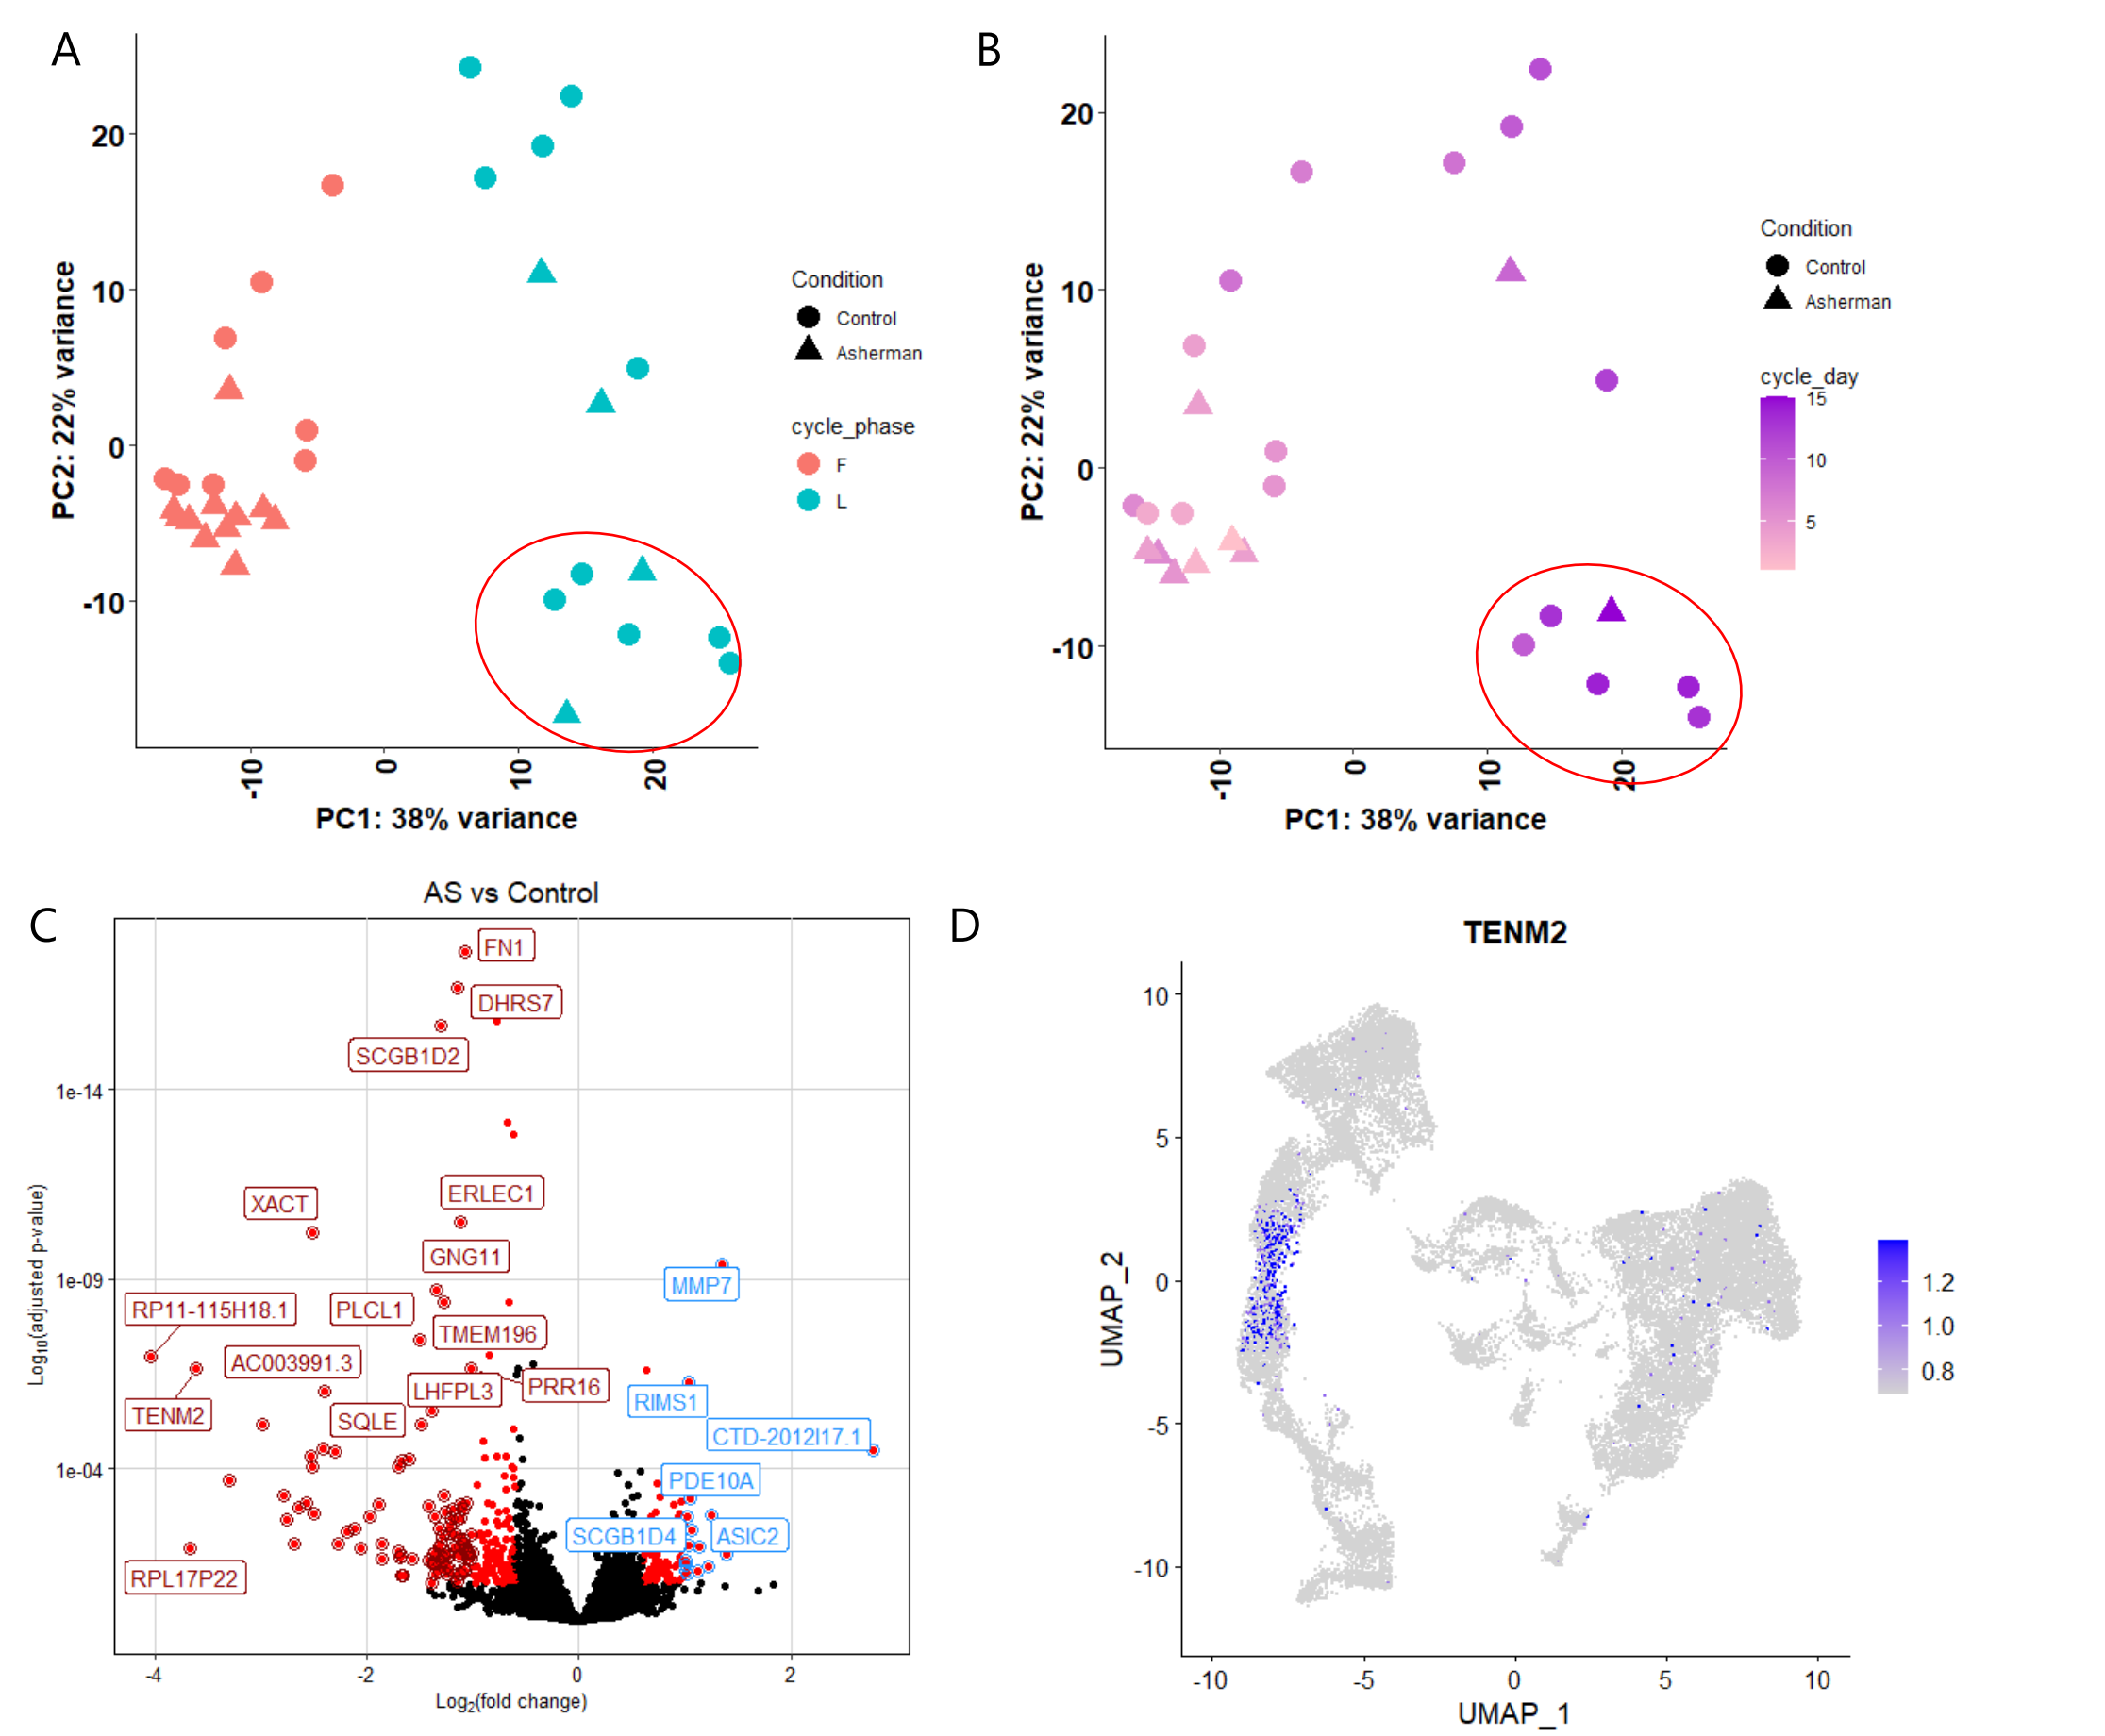 A
20
10
0
-10
PC2: 22% variance
-10
0
10
20
PC1: 38% variance
Condition
Control
Asherman
cycle_phase
F
L
B
20
10
0
-10
PC2: 22% variance
-10
0
10
20
PC1: 38% variance
Condition
Control
Asherman
cycle_day
15
10
5
C
AS vs Control
FN1
DHRS7
SCGB1D2
1e-14
XACT
ERLEC1
GNG11
1e-09
MMP7
RP11-115H18.1
PLCL1
TMEM196
AC003991.3
LHFPL3
PRR16
TENM2
SQLE
RIMS1
CTD-2012I17.1
1e-04
PDE10A
SCGB1D4
ASIC2
RPL17P22
Log10(adjusted p-value)
-4
-2
0
2
Log2(fold change)
D
TENM2
10
5
0
-5
-10
UMAP_2
-10
-5
0
5
10
UMAP_1
1.2
1.0
0.8